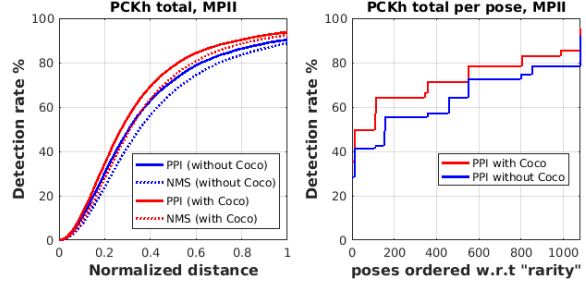 PCKh total, MPII
100
80
60
40
20
0
Detection rate %
0 0.2 0.4 0.6 0.8 1
Normalized distance
PPI (without Coco)
NMS (without Coco)
PPI (with Coco)
NMS (with Coco)
PCKh total per pose, MPII
100
80
60
40
20
0
Detection rate %
0 200 400 600 800 1000
poses ordered w.r.t "rarity"
PPI with Coco
PPI without Coco